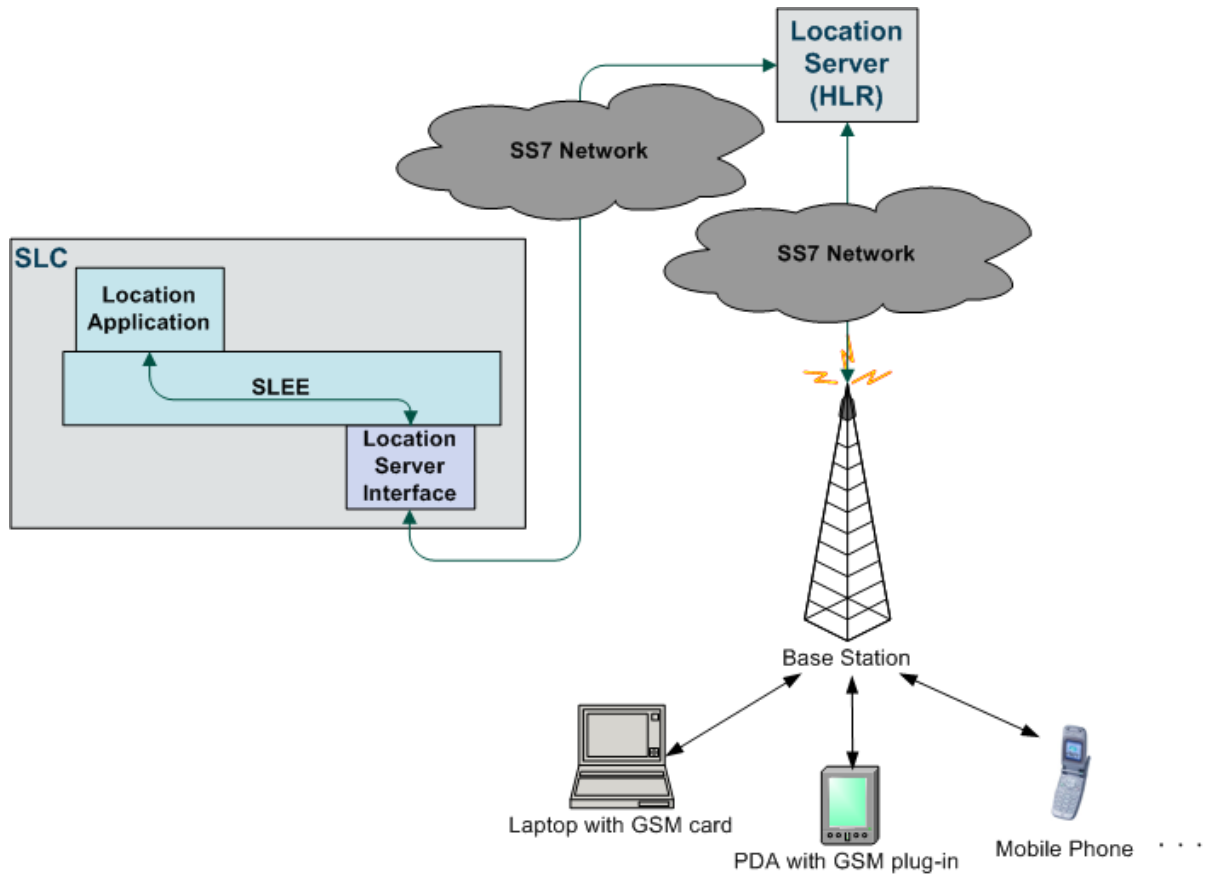 Location
Server
(HLR)
SS7 Network
SS7 Network
SLC
Location
Application
SLEE
Location
Server
Interface
Base Station
Laptop with GSM card
PDA with GSM plug-in
Mobile Phone . . .